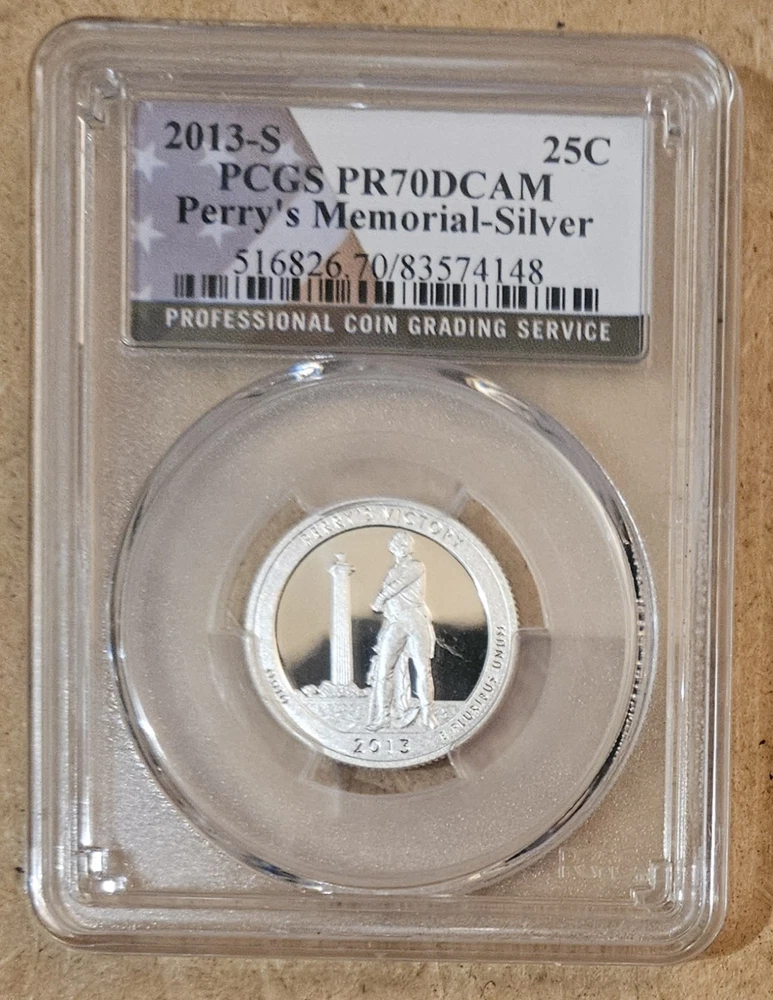 2013-S 25C
PCGS PR70DCAM
Perry's Memorial-Silver
516826.70/83574148
PROFESSIONAL COIN GRADING SERVICE
PERRY'S VICTORY
OHIO
E PLURIBUS UNUM
2013